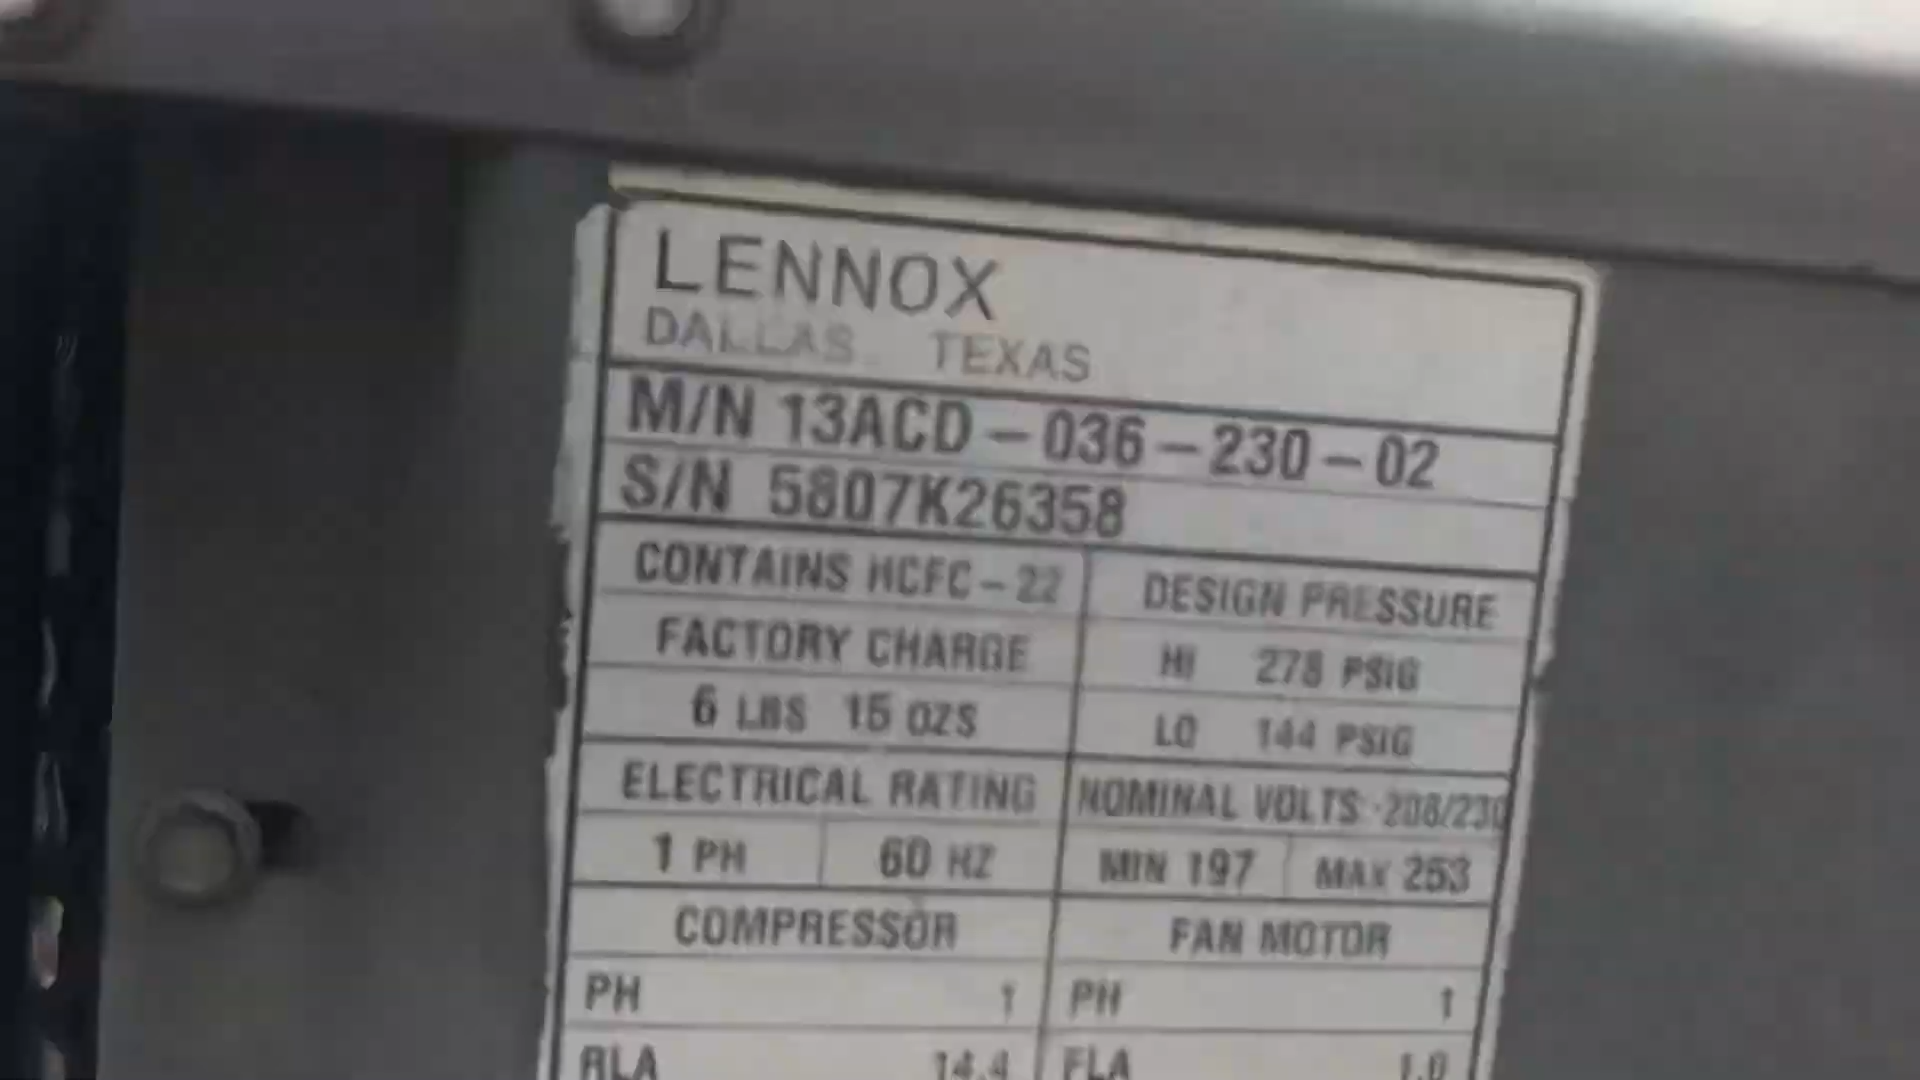 LENNOX
DALLAS TEXAS
M/N 13ACD-036-230-02
S/N 5807K26358
CONTAINS HCFC-22
DESIGN PRESSURE
FACTORY CHARGE
HI 278 PSIG
6 LBS 15 OZS
LO 144 PSIG
ELECTRICAL RATING
NOMINAL VOLTS 208/230
1 PH 60 HZ
MIN 197 MAX 253
COMPRESSOR
FAN MOTOR
PH 1
PH 1
RLA 14.4
FLA 1.0